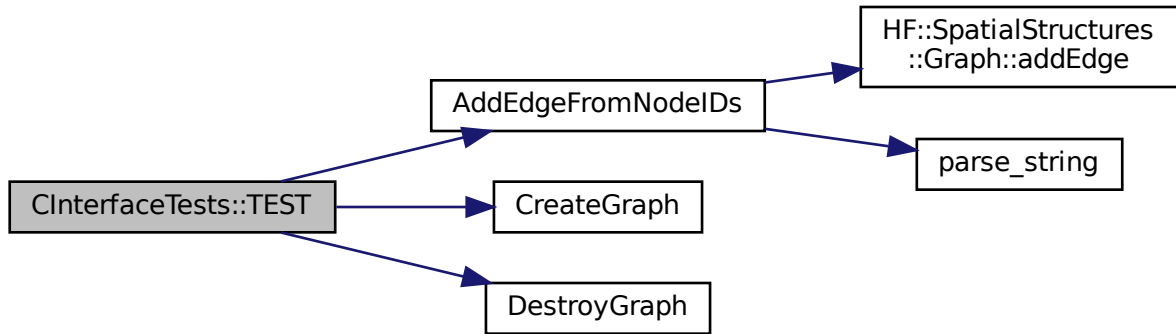 HF::SpatialStructures
::Graph::addEdge
AddEdgeFromNodeIDs
parse_string
CInterfaceTests::TEST
CreateGraph
DestroyGraph